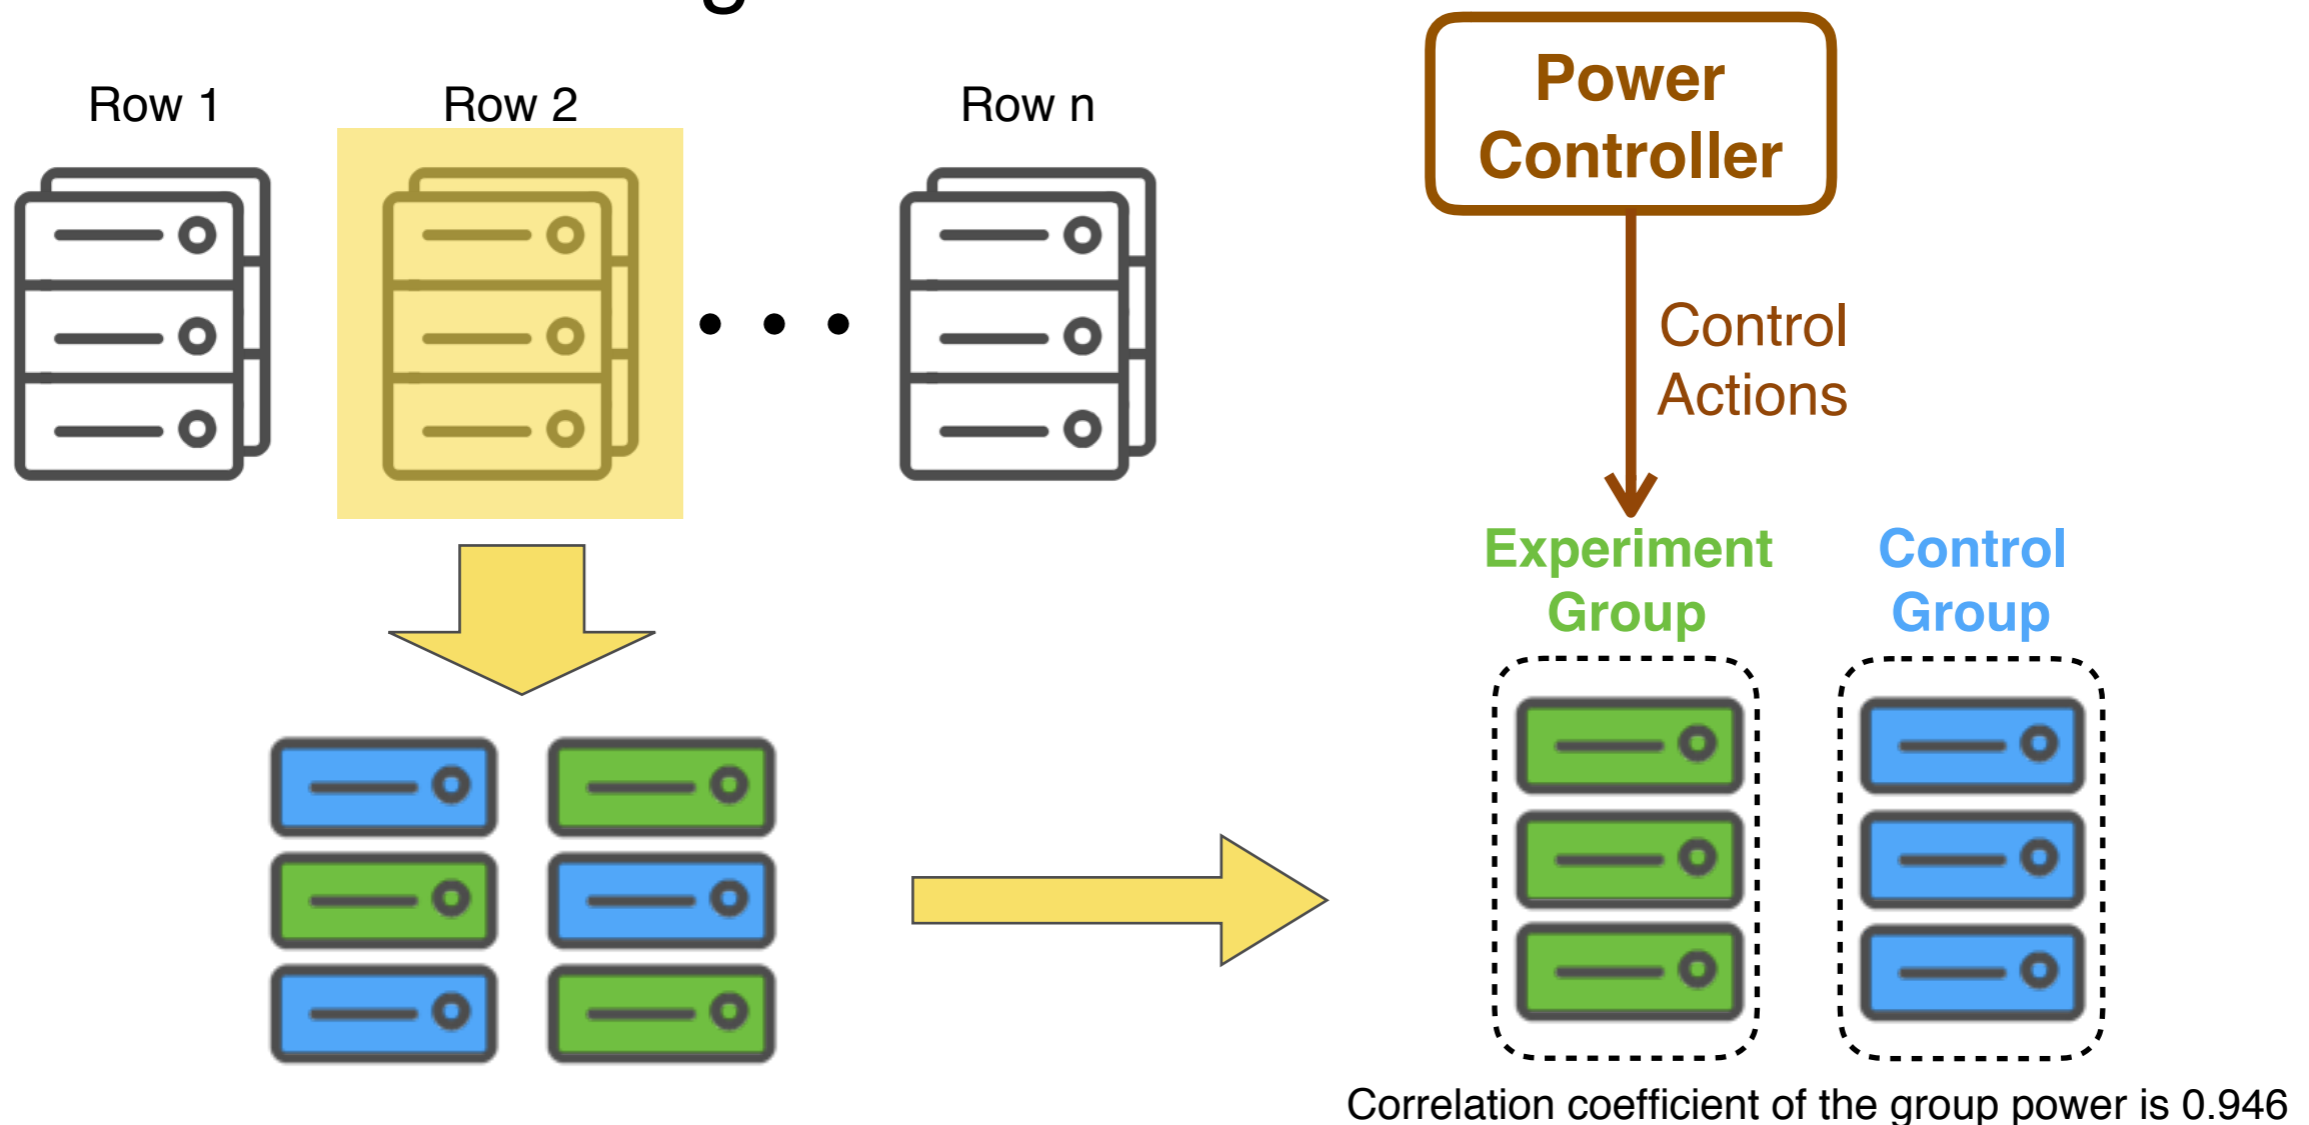 Row 1
Row 2
Row n
Power
Controller
Control
Actions
Experiment
Group
Control
Group
Correlation coefficient of the group power is 0.946